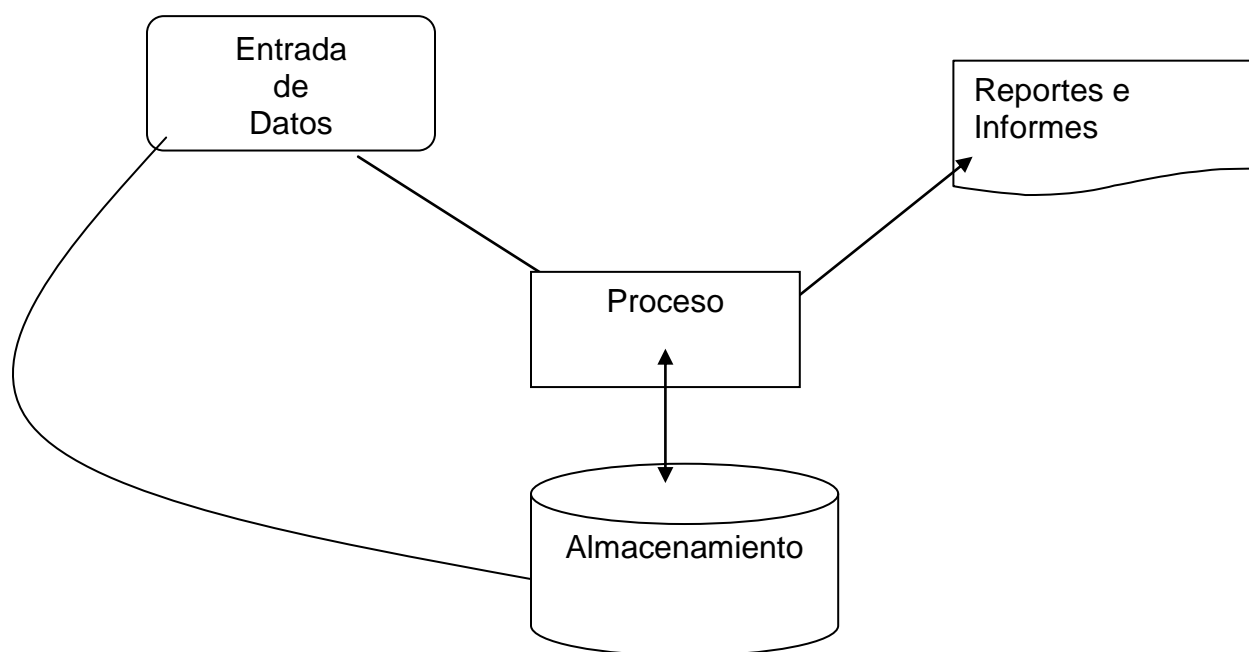 Entrada
de
Datos
Reportes e
Informes
Proceso
Almacenamiento